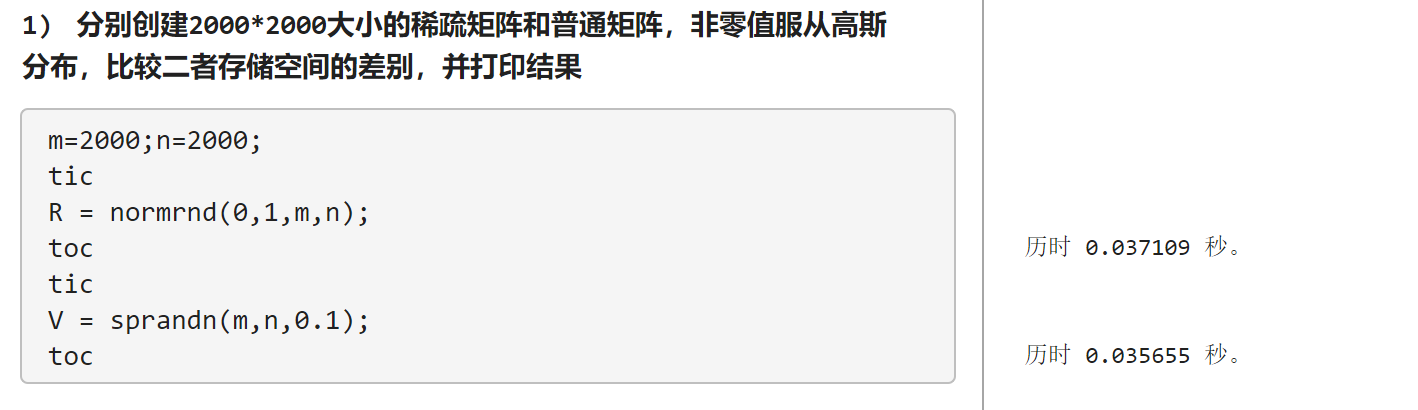 1） 分别创建2000*2000大小的稀疏矩阵和普通矩阵，非零值服从高斯
分布，比较二者存储空间的差别，并打印结果
m=2000;n=2000;
tic
R = normrnd(0,1,m,n);
toc
历时 0.037109 秒。
tic
V = sprandn(m,n,0.1);
toc
历时 0.035655 秒。